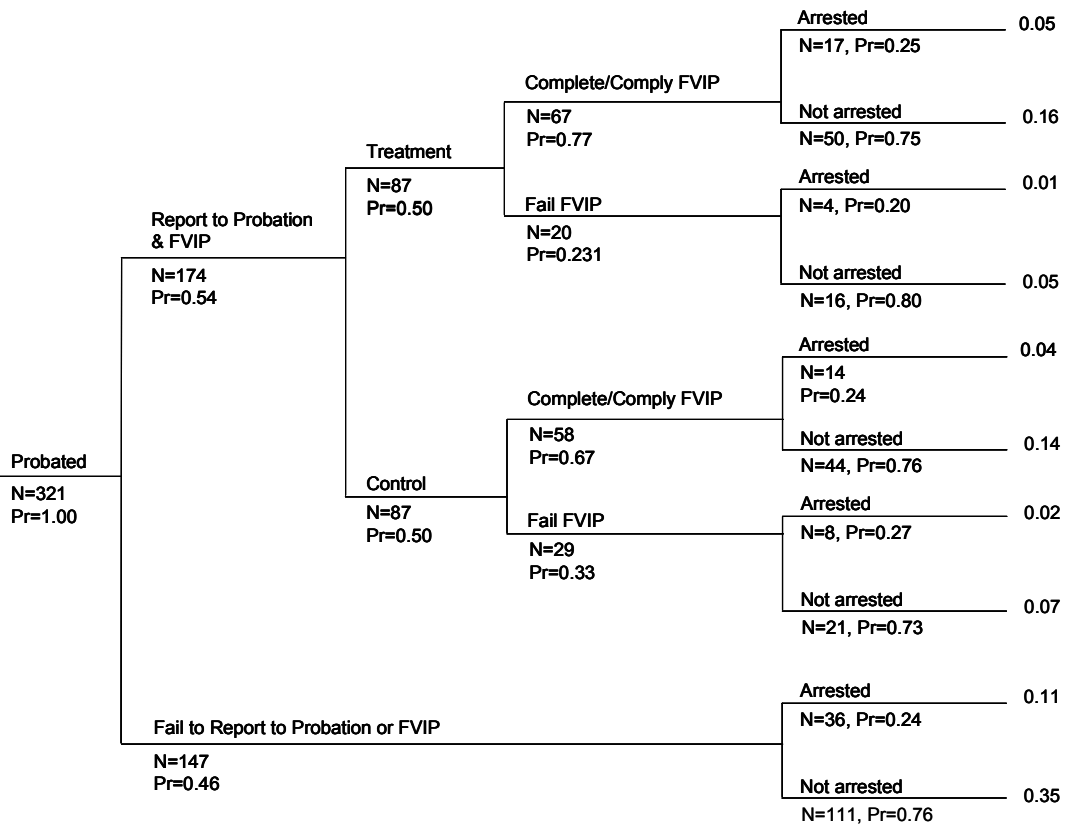 Arrested
0.05
N=17, Pr=0.25
Complete/Comply FVIP
N=67
Pr=0.77
Not arrested
0.16
N=50, Pr=0.75
Treatment
N=87
Pr=0.50
Arrested
0.01
N=4, Pr=0.20
Fail FVIP
N=20
Pr=0.231
Not arrested
0.05
N=16, Pr=0.80
Report to Probation
& FVIP
N=174
Pr=0.54
Arrested
0.04
N=14
Pr=0.24
Complete/Comply FVIP
N=58
Pr=0.67
Not arrested
0.14
N=44, Pr=0.76
Probated
N=321
Pr=1.00
Control
N=87
Pr=0.50
Arrested
0.02
N=8, Pr=0.27
Fail FVIP
N=29
Pr=0.33
Not arrested
0.07
N=21, Pr=0.73
Arrested
0.11
N=36, Pr=0.24
Fail to Report to Probation or FVIP
N=147
Pr=0.46
Not arrested
0.35
N=111, Pr=0.76